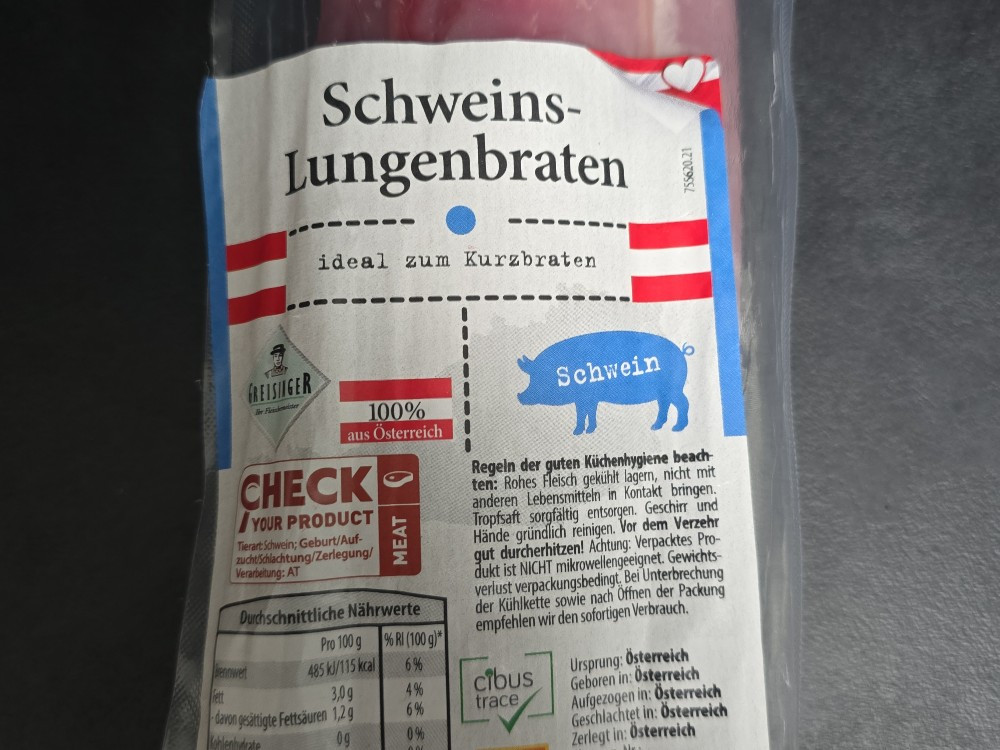 Schweins-
Lungenbraten
755620.21
ideal zum Kurzbraten
GREISINGER
Ihr Fleischmeister
100%
aus Österreich
Schwein
CHECK
YOUR PRODUCT
MEAT
Tierart: Schwein; Geburt/Auf-
zucht/Schlachtung/Zerlegung/
Verarbeitung: AT
Regeln der guten Küchenhygiene beach-
ten: Rohes Fleisch gekühlt lagern, nicht mit
anderen Lebensmitteln in Kontakt bringen.
Tropfsaft sorgfältig entsorgen. Geschirr und
Hände gründlich reinigen. Vor dem Verzehr
gut durcherhitzen! Achtung: Verpacktes Pro-
dukt ist NICHT mikrowellengeeignet. Gewichts-
verlust verpackungsbedingt. Bei Unterbrechung
der Kühlkette sowie nach Öffnen der Packung
empfehlen wir den sofortigen Verbrauch.
Durchschnittliche Nährwerte
Pro 100 g % RI (100 g)*
Brennwert 485 kJ/115 kcal 6 %
Fett 3,0 g 4 %
- davon gesättigte Fettsäuren 1,2 g 6 %
Kohlenhydrate 0 g 0 %
cibus
trace
Ursprung: Österreich
Geboren in: Österreich
Aufgezogen in: Österreich
Geschlachtet in: Österreich
Zerlegt in: Österreich